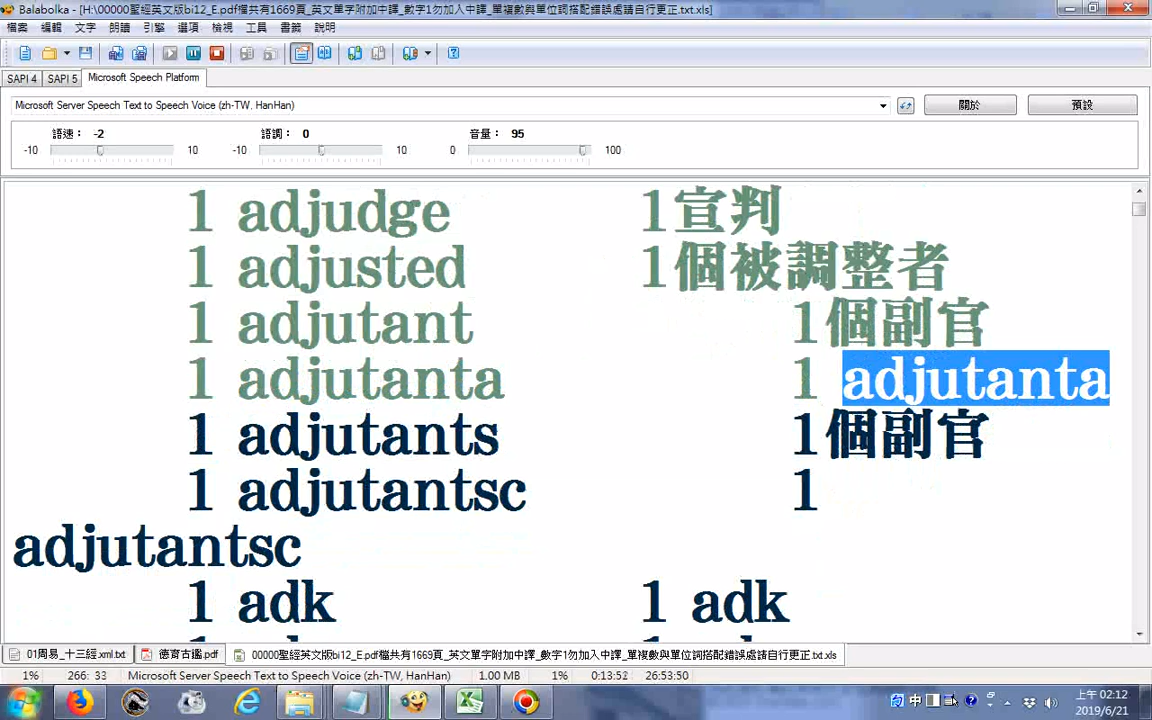 Balabolka - [H:\00000聖經英文版bi12_E.pdf檔共有1669頁_英文單字附加中譯_數字1勿加入中譯_單複數與單位詞搭配錯誤處請自行更正.txt.xls]
檔案 編輯 文字 朗讀 引擎 選項 檢視 工具 書籤 說明
SAPI 4 SAPI 5 Microsoft Speech Platform
Microsoft Server Speech Text to Speech Voice (zh-TW, HanHan) 關於 預設
語速： -2 語調： 0 音量： 95
-10 10 -10 10 0 100
1 adjudge 1宣判
1 adjusted 1個被調整者
1 adjutant 1個副官
1 adjutanta 1 adjutanta
1 adjutants 1個副官
1 adjutantsc 1
adjutantsc
1 adk 1 adk
01周易_十三經.xml.txt 德育古鑑.pdf 00000聖經英文版bi12_E.pdf檔共有1669頁_英文單字附加中譯_數字1勿加入中譯_單複數與單位詞搭配錯誤處請自行更正.txt.xls
1% 266: 33 Microsoft Server Speech Text to Speech Voice (zh-TW, HanHan) 1.00 MB 1% 0:13:52 26:53:50
中 上午 02:12
2019/6/21